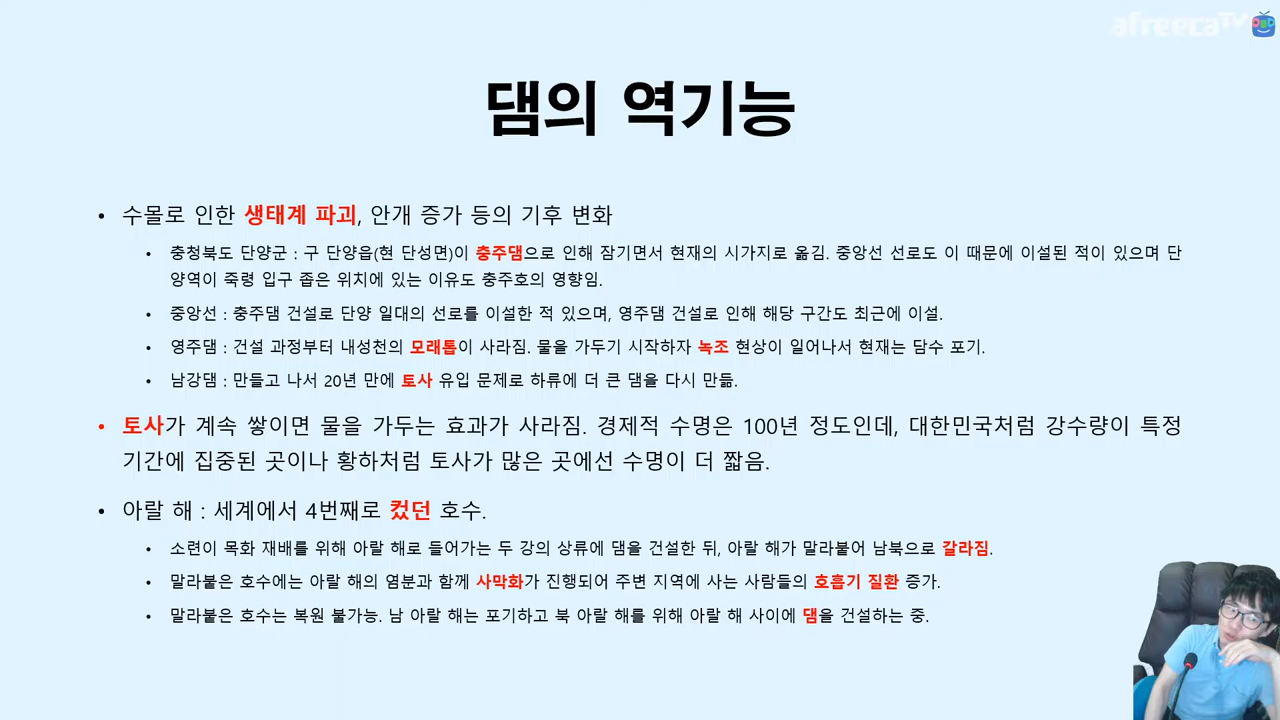 afreecaTV
댐의 역기능
• 수몰로 인한 생태계 파괴, 안개 증가 등의 기후 변화
• 충청북도 단양군 : 구 단양읍(현 단성면)이 충주댐으로 인해 잠기면서 현재의 시가지로 옮김. 중앙선 선로도 이 때문에 이설된 적이 있으며 단
양역이 죽령 입구 좁은 위치에 있는 이유도 충주호의 영향임.
• 중앙선 : 충주댐 건설로 단양 일대의 선로를 이설한 적 있으며, 영주댐 건설로 인해 해당 구간도 최근에 이설.
• 영주댐 : 건설 과정부터 내성천의 모래톱이 사라짐. 물을 가두기 시작하자 녹조 현상이 일어나서 현재는 담수 포기.
• 남강댐 : 만들고 나서 20년 만에 토사 유입 문제로 하류에 더 큰 댐을 다시 만듦.
• 토사가 계속 쌓이면 물을 가두는 효과가 사라짐. 경제적 수명은 100년 정도인데, 대한민국처럼 강수량이 특정
기간에 집중된 곳이나 황하처럼 토사가 많은 곳에선 수명이 더 짧음.
• 아랄 해 : 세계에서 4번째로 컸던 호수.
• 소련이 목화 재배를 위해 아랄 해로 들어가는 두 강의 상류에 댐을 건설한 뒤, 아랄 해가 말라붙어 남북으로 갈라짐.
• 말라붙은 호수에는 아랄 해의 염분과 함께 사막화가 진행되어 주변 지역에 사는 사람들의 호흡기 질환 증가.
• 말라붙은 호수는 복원 불가능. 남 아랄 해는 포기하고 북 아랄 해를 위해 아랄 해 사이에 댐을 건설하는 중.